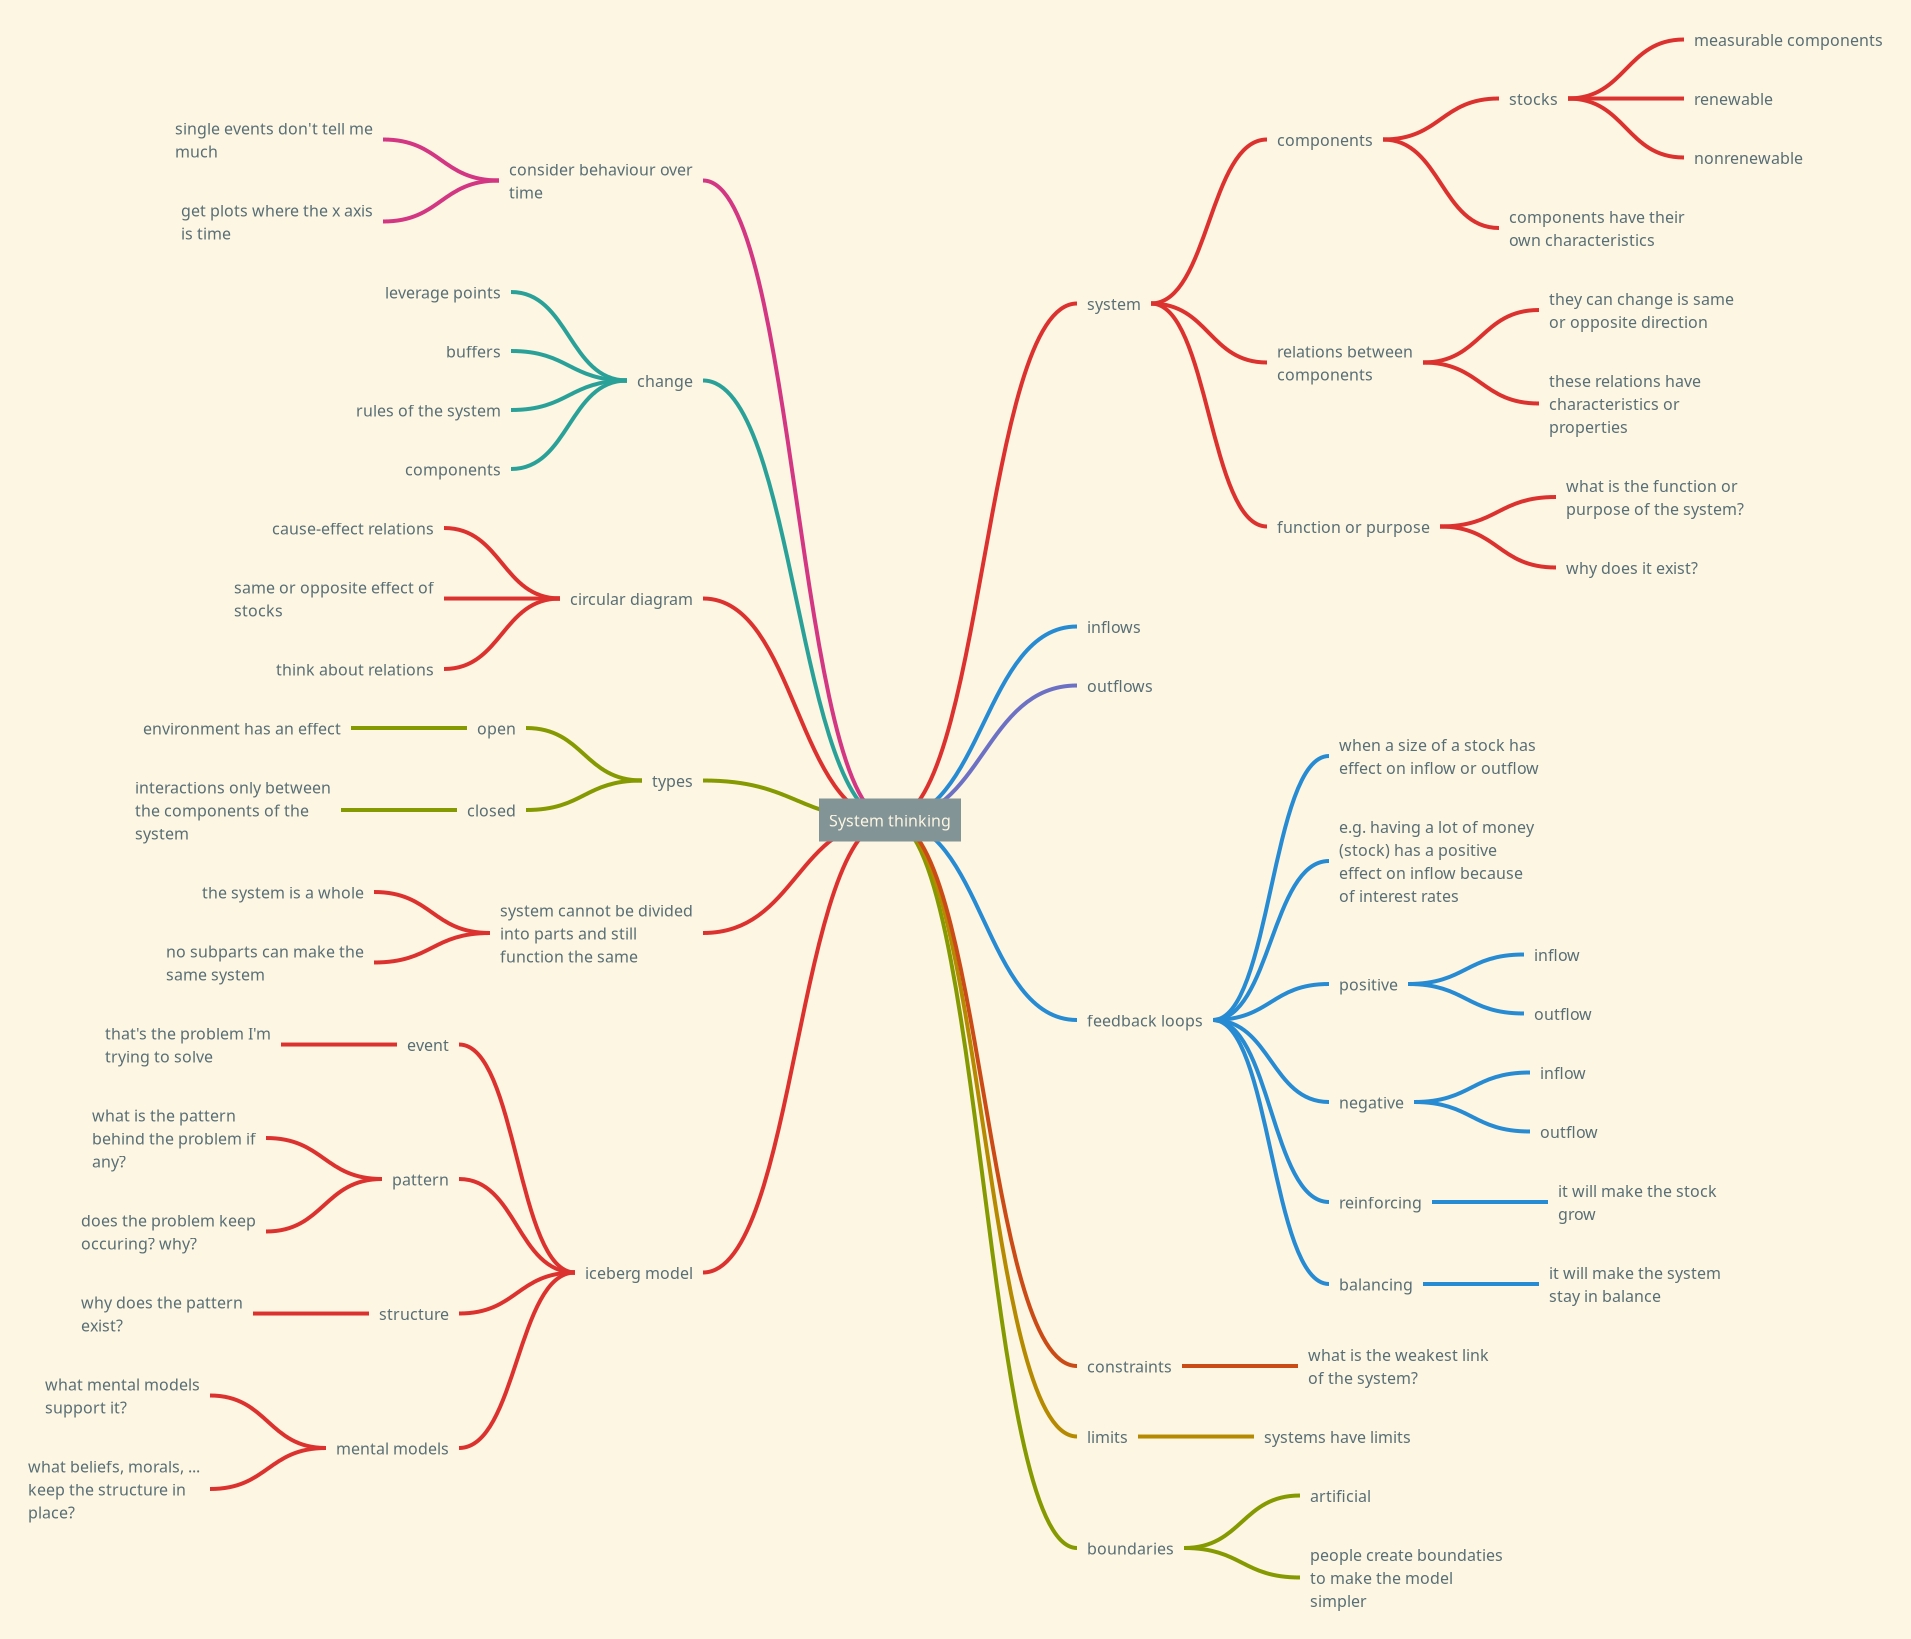 System thinking
system
components
stocks
measurable components
renewable
nonrenewable
components have their
own characteristics
relations between
components
they can change is same
or opposite direction
these relations have
characteristics or
properties
function or purpose
what is the function or
purpose of the system?
why does it exist?
inflows
outflows
feedback loops
when a size of a stock has
effect on inflow or outflow
e.g. having a lot of money
(stock) has a positive
effect on inflow because
of interest rates
positive
inflow
outflow
negative
inflow
outflow
reinforcing
it will make the stock
grow
balancing
it will make the system
stay in balance
constraints
what is the weakest link
of the system?
limits
systems have limits
boundaries
artificial
people create boundaties
to make the model
simpler
consider behaviour over
time
single events don't tell me
much
get plots where the x axis
is time
change
leverage points
buffers
rules of the system
components
circular diagram
cause-effect relations
same or opposite effect of
stocks
think about relations
types
open
environment has an effect
closed
interactions only between
the components of the
system
system cannot be divided
into parts and still
function the same
the system is a whole
no subparts can make the
same system
iceberg model
event
that's the problem I'm
trying to solve
pattern
what is the pattern
behind the problem if
any?
does the problem keep
occuring? why?
structure
why does the pattern
exist?
mental models
what mental models
support it?
what beliefs, morals, ...
keep the structure in
place?